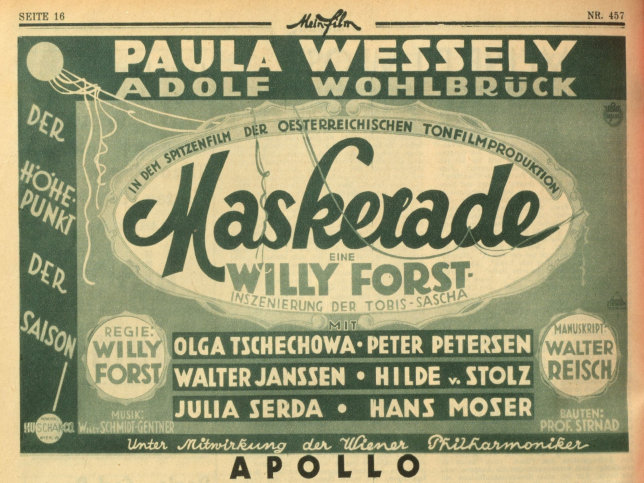 SEITE 16
Mein Film
NR. 457
PAULA WESSELY
ADOLF WOHLBRÜCK
DER
HÖHE-
PUNKT
DER
SAISON
IN DEM SPITZENFILM DER OESTERREICHISCHEN TONFILMPRODUKTION
Maskerade
EINE
WILLY FORST-
INSZENIERUNG DER TOBIS-SASCHA
MIT
REGIE:
WILLY
FORST
OLGA TSCHECHOWA · PETER PETERSEN
WALTER JANSSEN • HILDE v. STOLZ
JULIA SERDA • HANS MOSER
MANUSKRIPT:
WALTER
REISCH
MUSIK:
WILLY SCHMIDT-GENTNER
BAUTEN:
PROF. STRNAD
HUSCHAK&CO.
Unter Mitwirkung der Wiener Philharmoniker
APOLLO